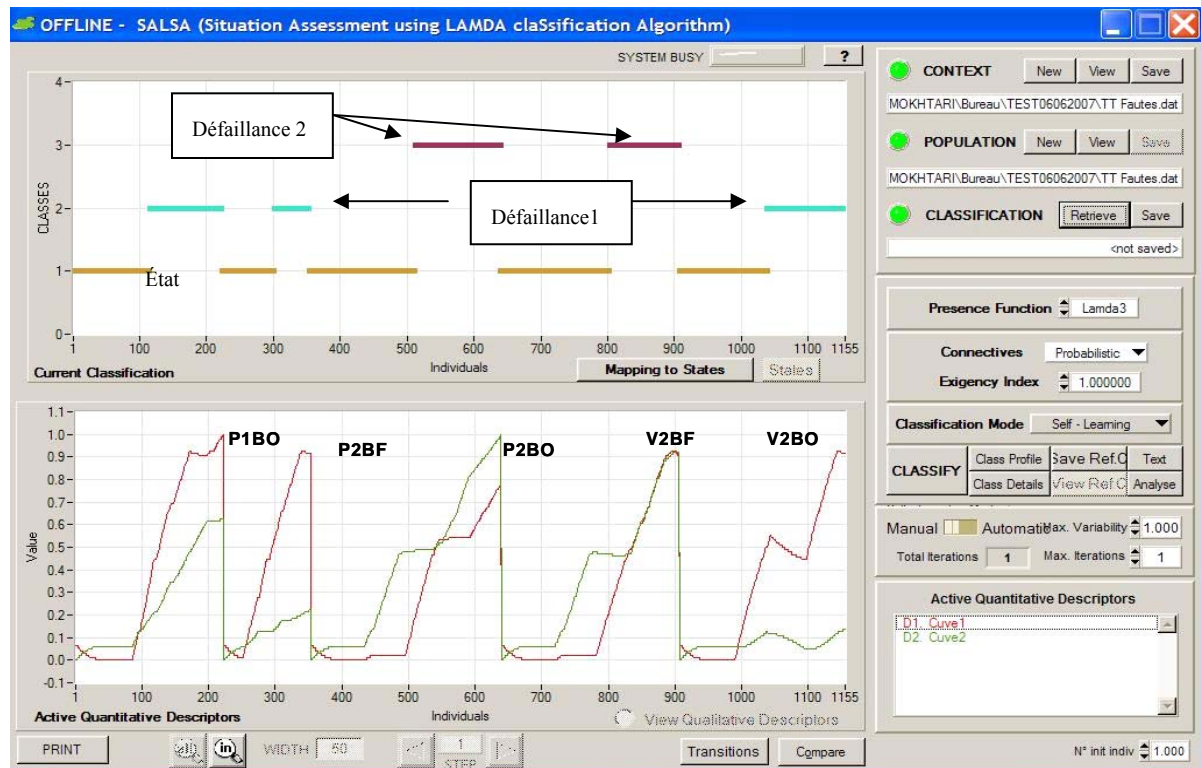 OFFLINE - SALSA (Situation Assessment using LAMDA claSsification Algorithm)
SYSTEM BUSY
?
4
3
2
1
0
CLASSES
Défaillance 2
Défaillance1
État
1 100 200 300 400 500 600 700 800 900 1000 1100 1155
Individuals
Current Classification
Mapping to States
States
1.1
1.0
0.9
0.8
0.7
0.6
0.5
0.4
0.3
0.2
0.1
0.0
-0.1
Value
P1BO
P2BF
P2BO
V2BF
V2BO
1 100 200 300 400 500 600 700 800 900 1000 1100 1155
Individuals
Active Quantitative Descriptors
View Qualitative Descriptors
PRINT
all
in
WIDTH 50
<<
1
>
STEP
Transitions
Compare
CONTEXT New View Save
MOKHTARI\Bureau\TEST06062007\TT Fautes.dat
POPULATION New View Save
MOKHTARI\Bureau\TEST06062007\TT Fautes.dat
CLASSIFICATION Retrieve Save
<not saved>
Presence Function Lamda3
Connectives Probabilistic
Exigency Index 1.000000
Classification Mode Self - Learning
CLASSIFY
Class Profile Save Ref.C Text
Class Details View Ref C Analyse
Manual Automati Max. Variability 1.000
Total Iterations 1 Max. Iterations 1
Active Quantitative Descriptors
D1. Cuve1
D2. Cuve2
N° init indiv 1.000